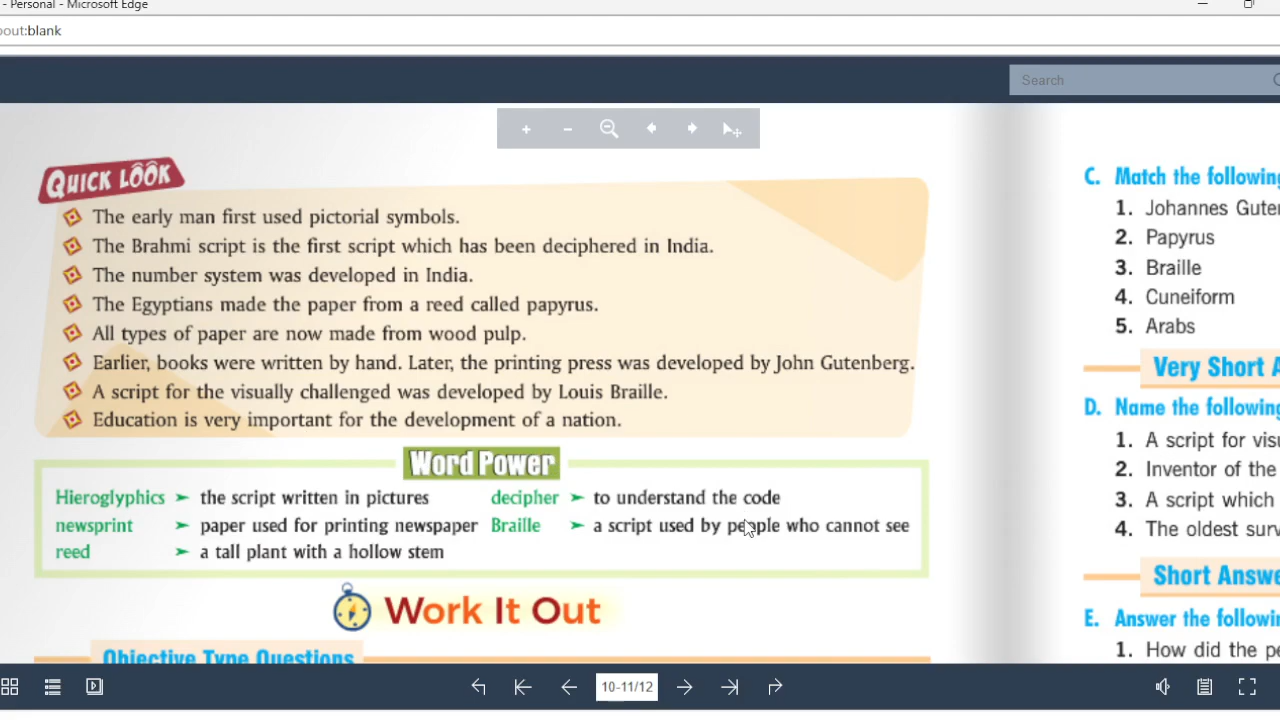 - Personal - Microsoft Edge
out:blank
Search
QUICK LOOK
The early man first used pictorial symbols.
The Brahmi script is the first script which has been deciphered in India.
The number system was developed in India.
The Egyptians made the paper from a reed called papyrus.
All types of paper are now made from wood pulp.
Earlier, books were written by hand. Later, the printing press was developed by John Gutenberg.
A script for the visually challenged was developed by Louis Braille.
Education is very important for the development of a nation.
Word Power
Hieroglyphics ➢ the script written in pictures
newsprint ➢ paper used for printing newspaper
reed ➢ a tall plant with a hollow stem
decipher ➢ to understand the code
Braille ➢ a script used by people who cannot see
Work It Out
Objective Type Questions
C. Match the following
1. Johannes Guten
2. Papyrus
3. Braille
4. Cuneiform
5. Arabs
Very Short A
D. Name the following
1. A script for visu
2. Inventor of the
3. A script which
4. The oldest surv
Short Answe
E. Answer the followin
1. How did the pe
10-11/12